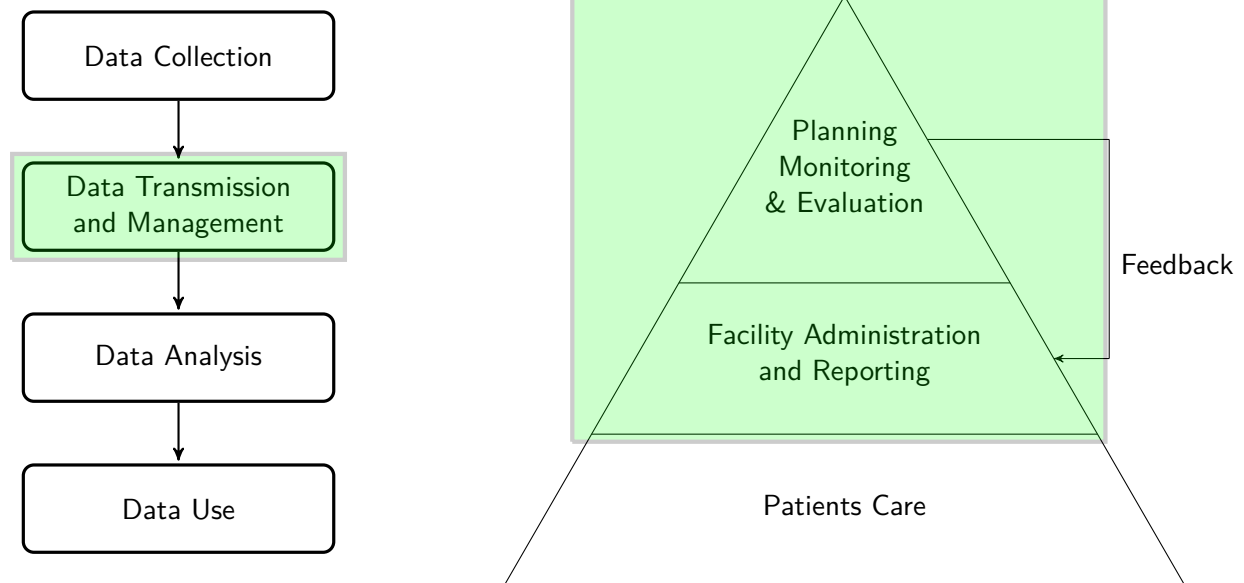 Data Collection
Data Transmission
and Management
Data Analysis
Data Use
Planning
Monitoring
& Evaluation
Feedback
Facility Administration
and Reporting
Patients Care